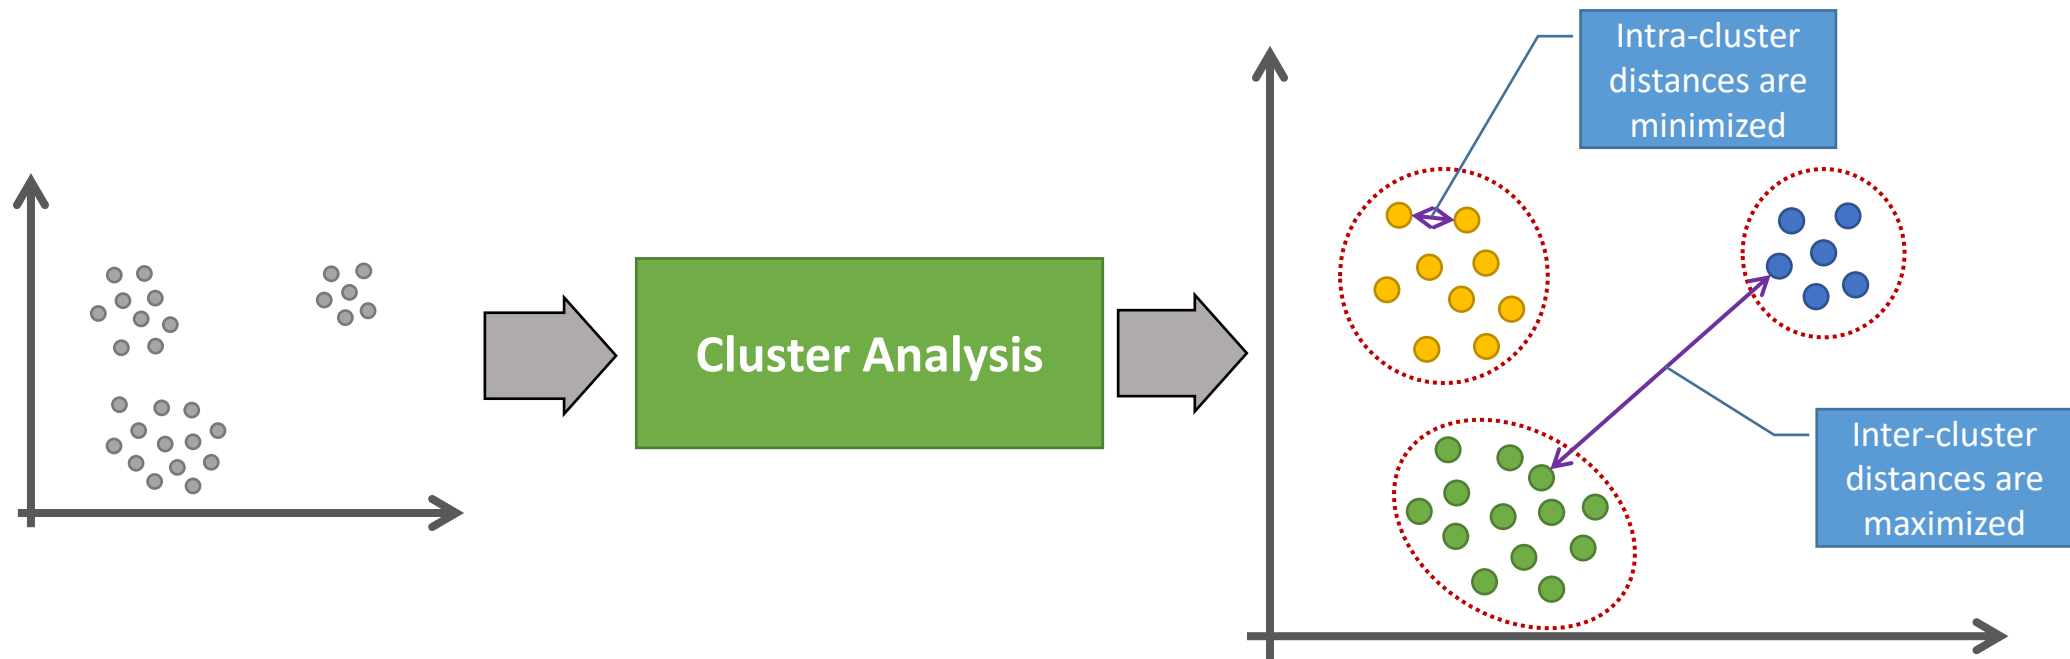 Intra-cluster
distances are
minimized
Cluster Analysis
Inter-cluster
distances are
maximized